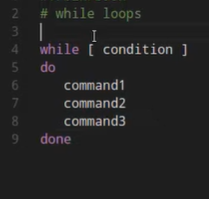 2 # while loops
3
4 while [ condition ]
5 do
6 command1
7 command2
8 command3
9 done